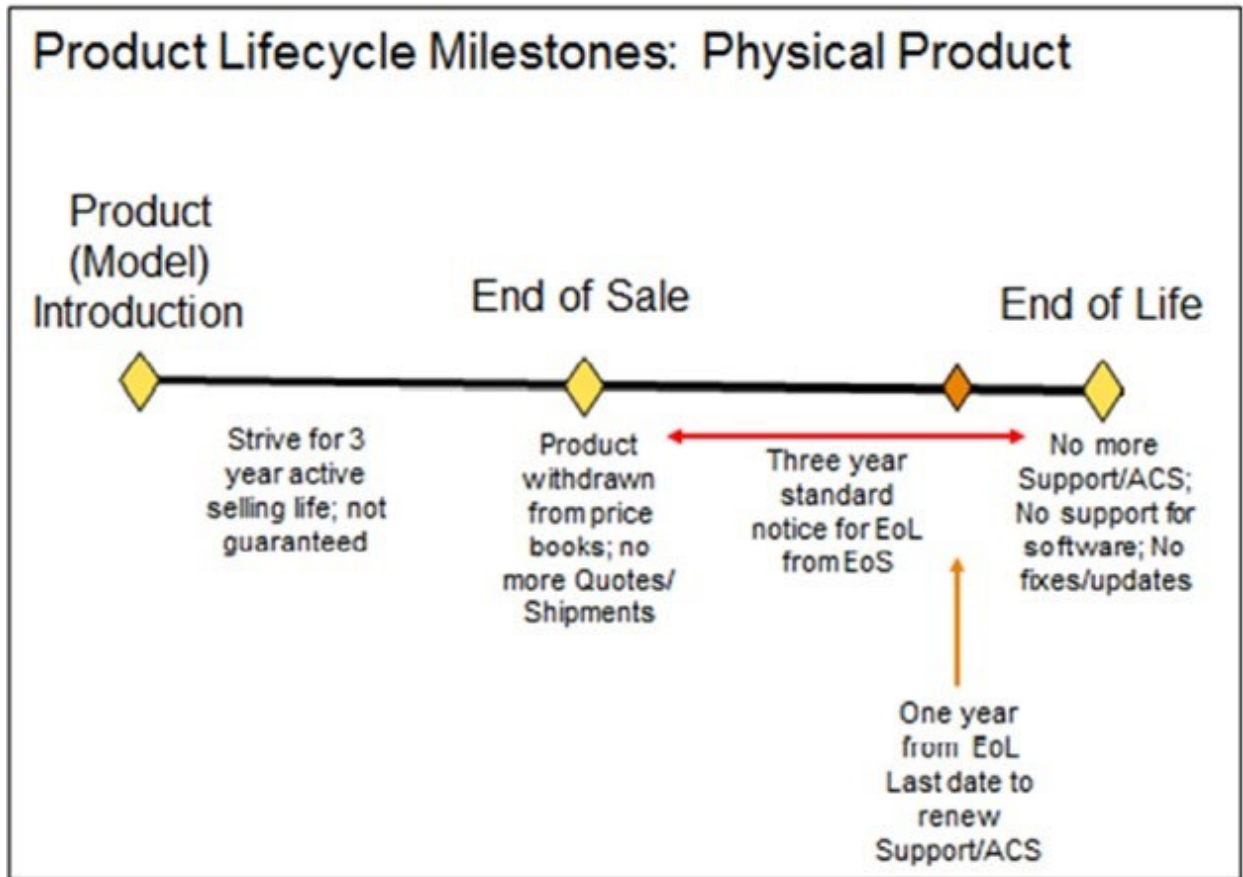 Product Lifecycle Milestones: Physical Product
Product
(Model)
Introduction
End of Sale
End of Life
Strive for 3
year active
selling life; not
guaranteed
Product
withdrawn
from price
books; no
more Quotes/
Shipments
Three year
standard
notice for EoL
from EoS
No more
Support/ACS;
No support for
software; No
fixes/updates
One year
from EoL
Last date to
renew
Support/ACS